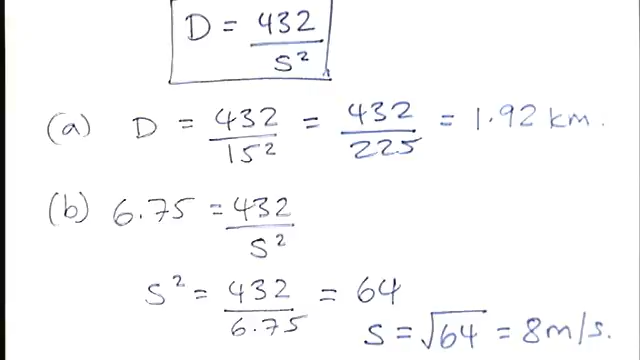 D = 432/S²
(a) D = 432/15² = 432/225 = 1.92 km.
(b) 6.75 = 432/S²
S² = 432/6.75 = 64
S = √64 = 8m/s.